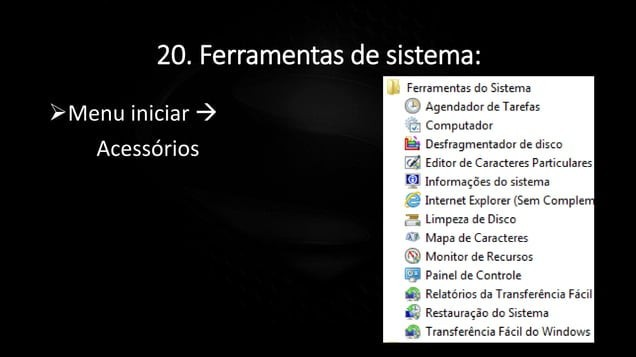 20. Ferramentas de sistema:
➢Menu iniciar →
Acessórios
Ferramentas do Sistema
Agendador de Tarefas
Computador
Desfragmentador de disco
Editor de Caracteres Particulares
Informações do sistema
Internet Explorer (Sem Complem
Limpeza de Disco
Mapa de Caracteres
Monitor de Recursos
Painel de Controle
Relatórios da Transferência Fácil
Restauração do Sistema
Transferência Fácil do Windows